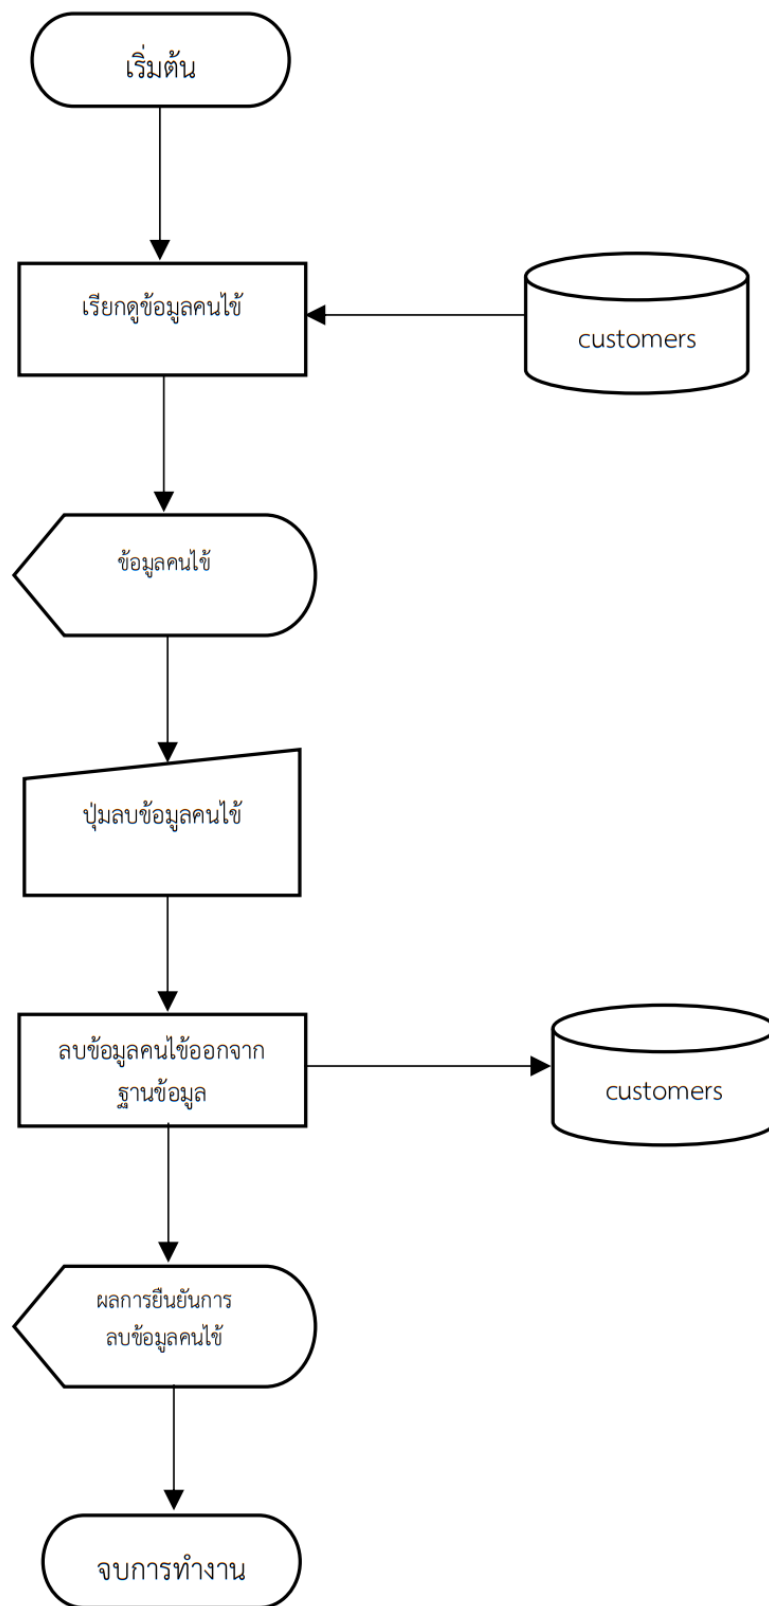 เริ่มต้น
เรียกดูข้อมูลคนไข้
customers
ข้อมูลคนไข้
ปุ่มลบข้อมูลคนไข้
ลบข้อมูลคนไข้ออกจาก
ฐานข้อมูล
customers
ผลการยืนยันการ
ลบข้อมูลคนไข้
จบการทำงาน